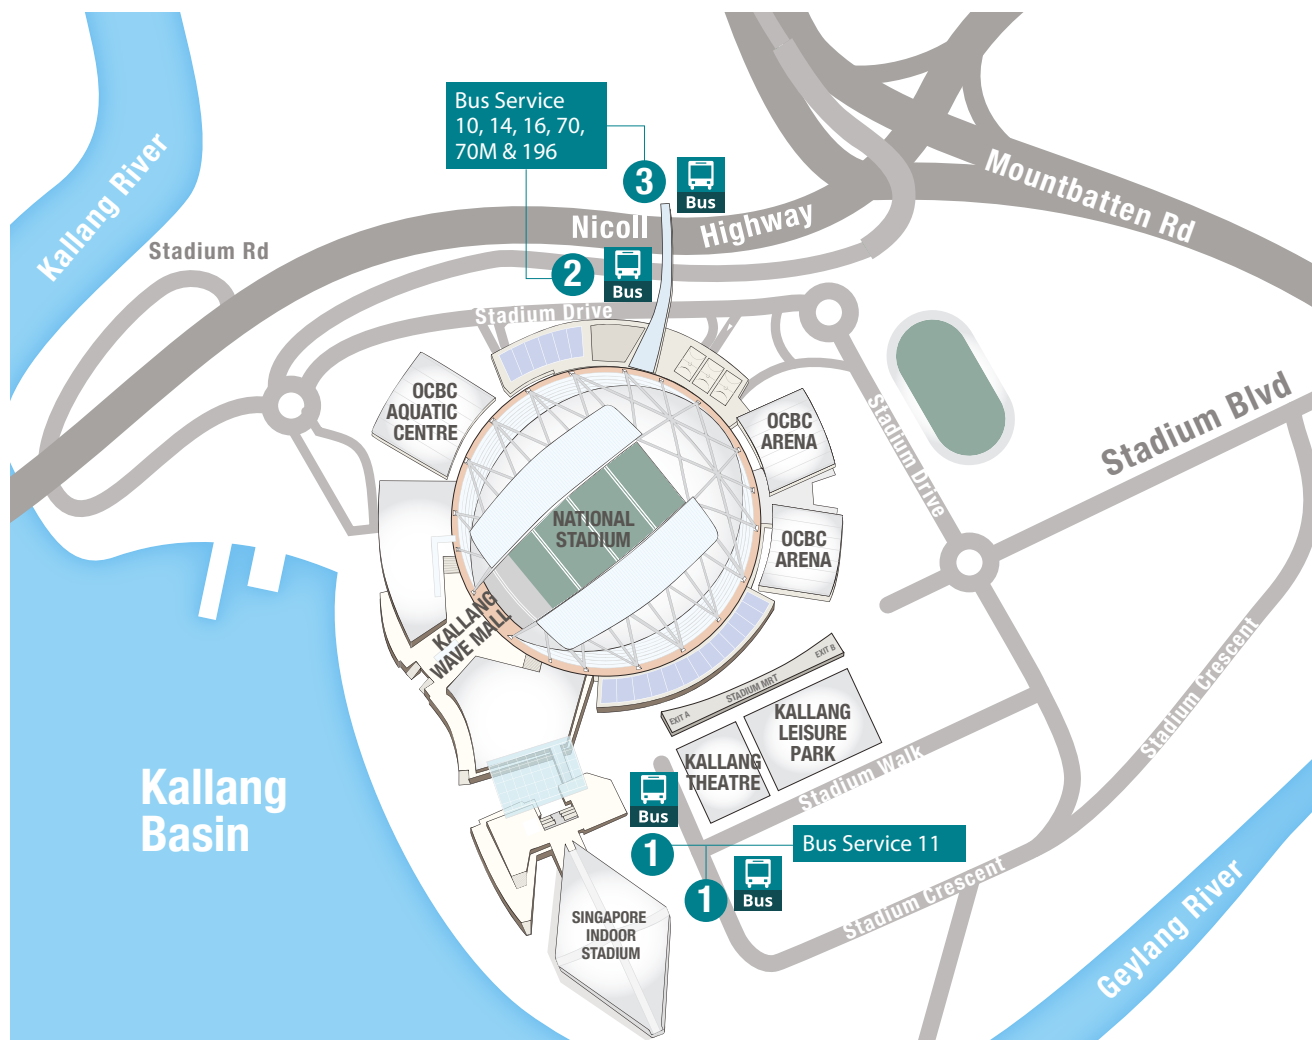 Bus Service
10, 14, 16, 70,
70M & 196
3
Bus
Kallang River
Mountbatten Rd
Nicoll Highway
Stadium Rd
2
Bus
Stadium Drive
OCBC
AQUATIC
CENTRE
OCBC
ARENA
Stadium Drive
Stadium Blvd
NATIONAL
STADIUM
OCBC
ARENA
KALLANG
WAVE MALL
EXIT B
STADIUM MRT
EXIT A
Stadium Crescent
KALLANG
LEISURE
PARK
KALLANG
THEATRE
Stadium Walk
Kallang
Basin
Bus
1
Bus Service 11
1
Bus
Stadium Crescent
SINGAPORE
INDOOR
STADIUM
Geylang River